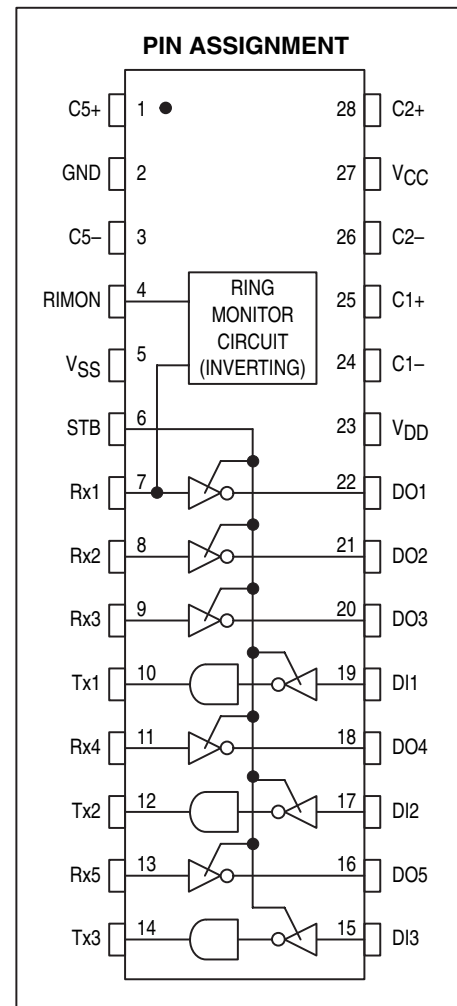 PIN ASSIGNMENT
C5+ 1 28 C2+
GND 2 27 VCC
C5– 3 26 C2–
RIMON 4 RING MONITOR CIRCUIT (INVERTING) 25 C1+
VSS 5 24 C1–
STB 6 23 VDD
Rx1 7 22 DO1
Rx2 8 21 DO2
Rx3 9 20 DO3
Tx1 10 19 DI1
Rx4 11 18 DO4
Tx2 12 17 DI2
Rx5 13 16 DO5
Tx3 14 15 DI3